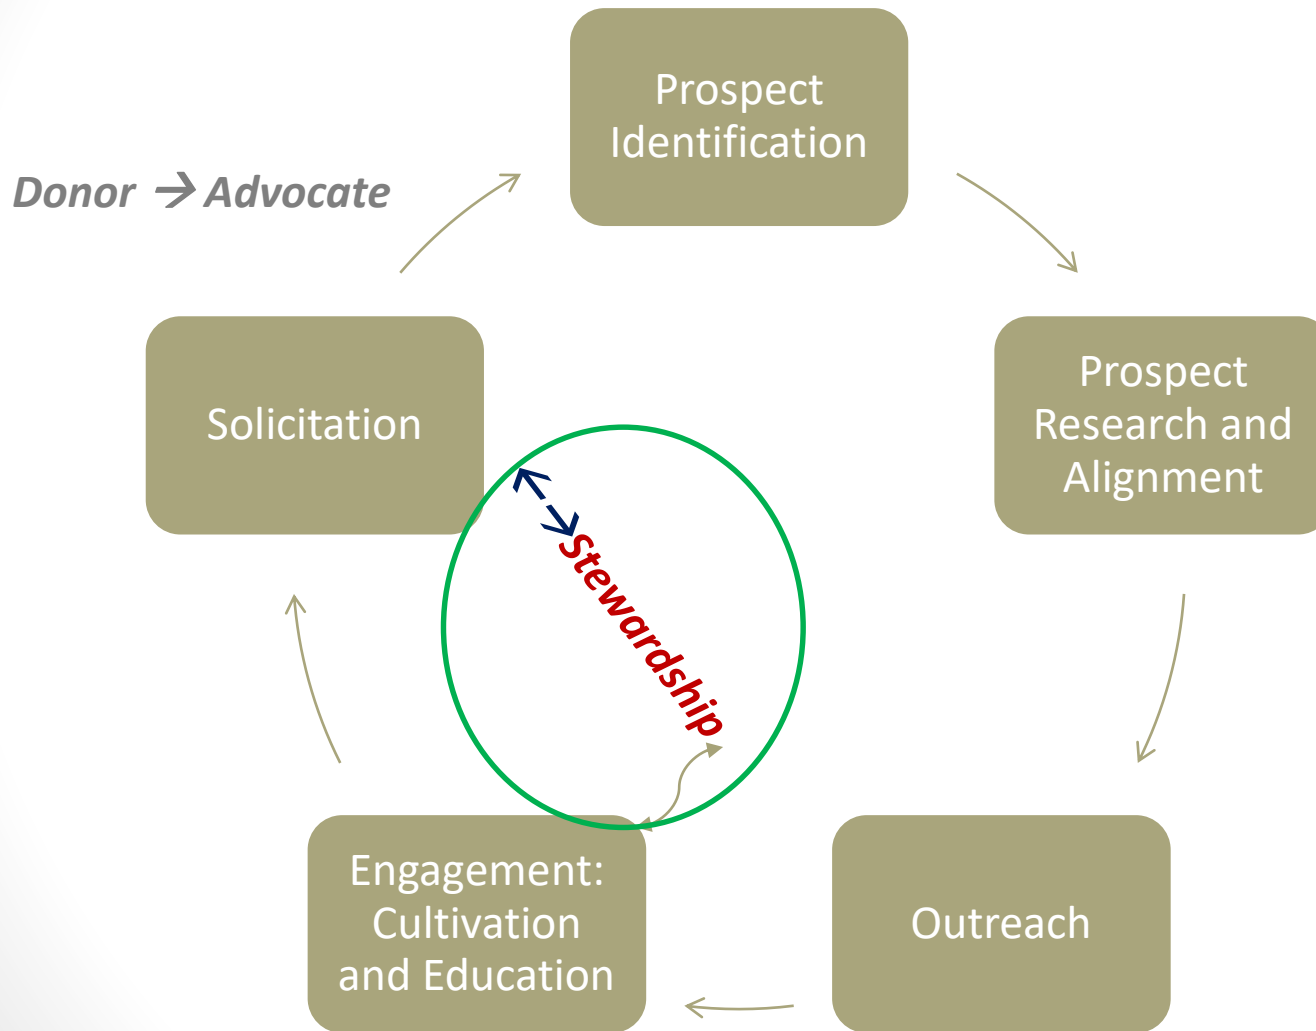 Prospect
Identification
Donor → Advocate
Prospect
Research and
Alignment
Solicitation
Stewardship
Engagement:
Cultivation
and Education
Outreach